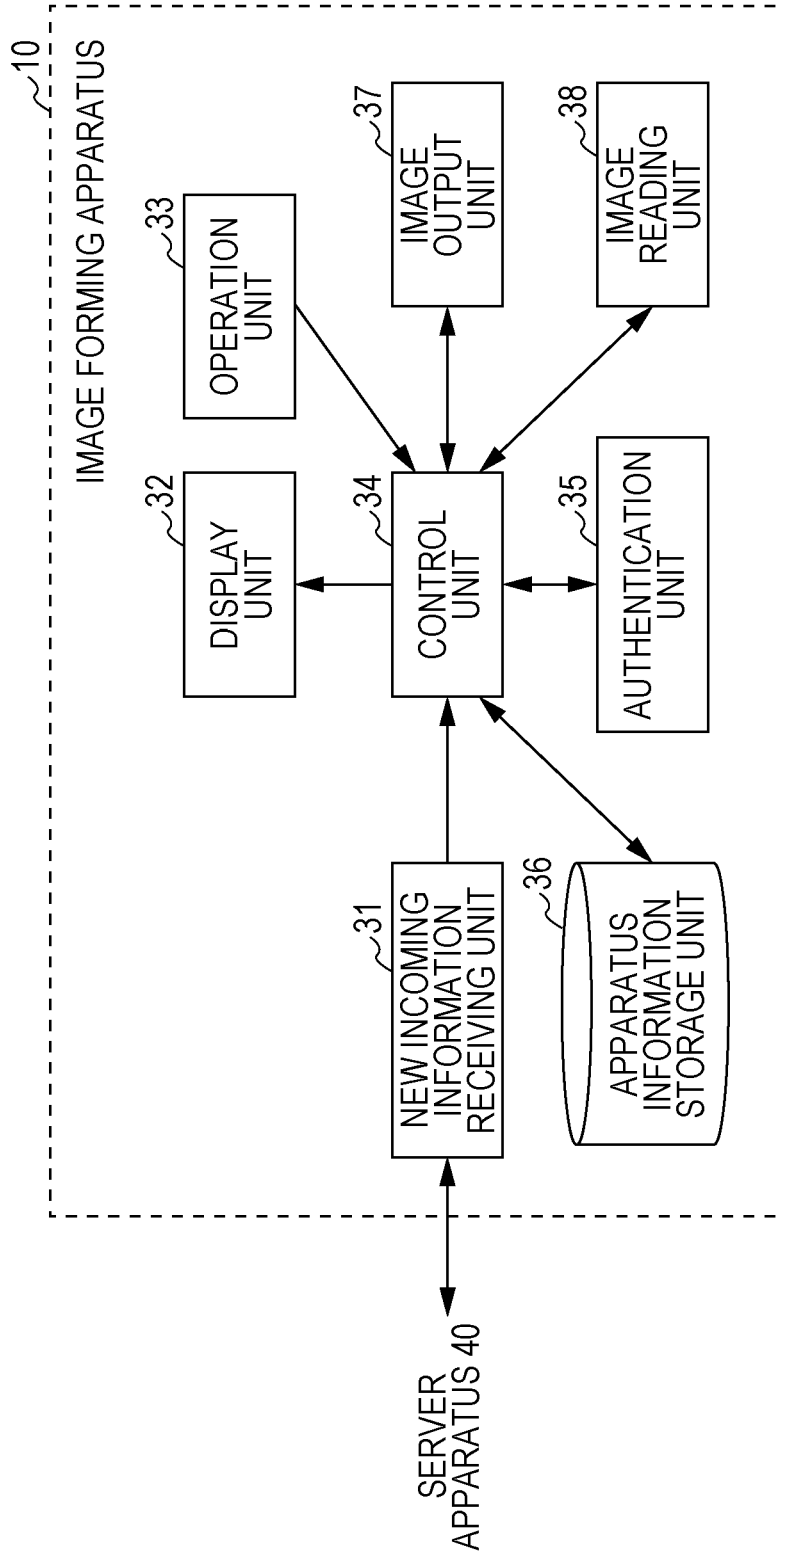 10
IMAGE FORMING APPARATUS
32
DISPLAY
UNIT
33
OPERATION
UNIT
SERVER
APPARATUS 40
31
NEW INCOMING
INFORMATION
RECEIVING UNIT
34
CONTROL
UNIT
37
IMAGE
OUTPUT
UNIT
36
APPARATUS
INFORMATION
STORAGE UNIT
35
AUTHENTICATION
UNIT
38
IMAGE
READING
UNIT